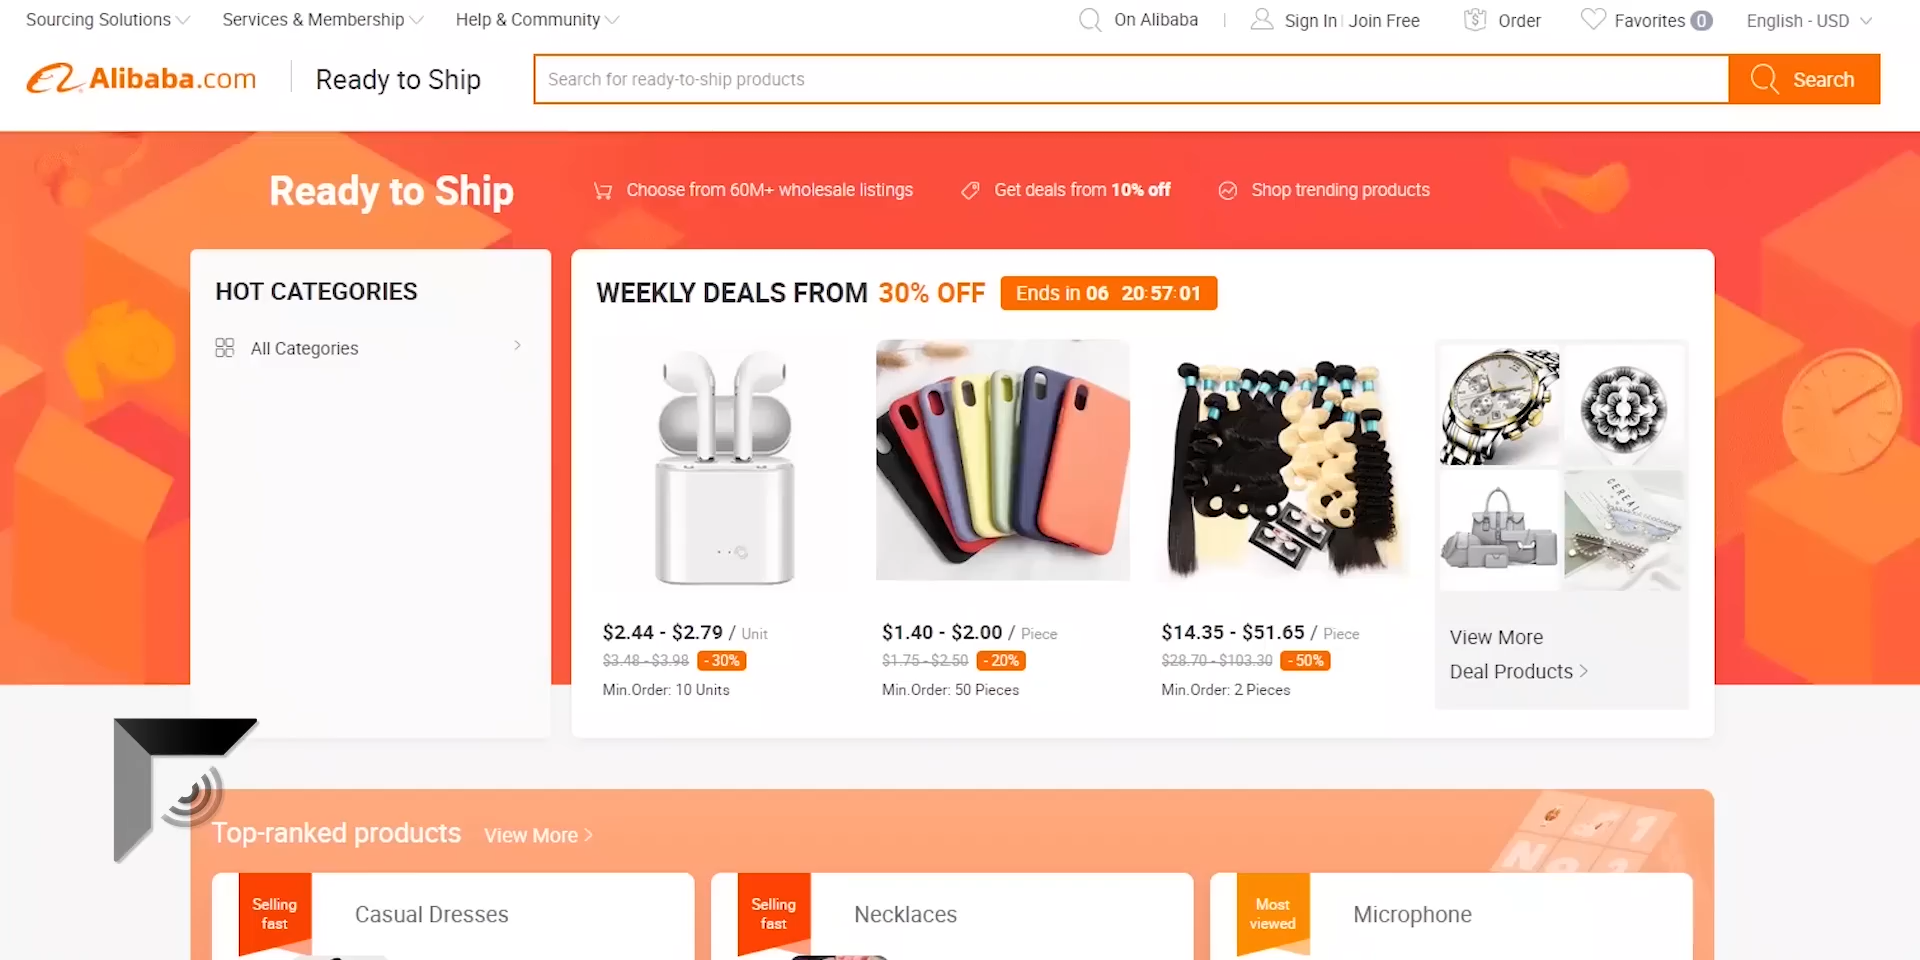 Sourcing Solutions
Services & Membership
Help & Community
On Alibaba
Sign In
Join Free
Order
Favorites 0
English - USD
Alibaba.com
Ready to Ship
Search for ready-to-ship products
Search
Ready to Ship
Choose from 60M+ wholesale listings
Get deals from 10% off
Shop trending products
HOT CATEGORIES
All Categories
WEEKLY DEALS FROM 30% OFF
Ends in 06 20:57:01
$2.44 - $2.79 / Unit
$3.48 - $3.98 - 30%
Min.Order: 10 Units
$1.40 - $2.00 / Piece
$1.75 - $2.50 - 20%
Min.Order: 50 Pieces
$14.35 - $51.65 / Piece
$28.70 - $103.30 - 50%
Min.Order: 2 Pieces
CEREAL
View More
Deal Products
Top-ranked products
View More
Selling
fast
Casual Dresses
Selling
fast
Necklaces
Most
viewed
Microphone